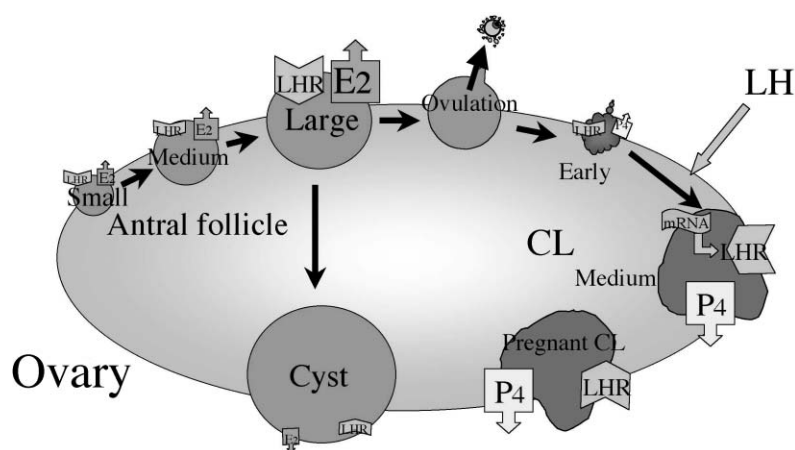 LHR
E2
Small
LHR
E2
Medium
LHR
E2
Large
Ovulation
LHR
P4
Early
LH
Antral follicle
CL
mRNA
LHR
Medium
P4
Ovary
Cyst
E2
LHR
Pregnant CL
P4
LHR